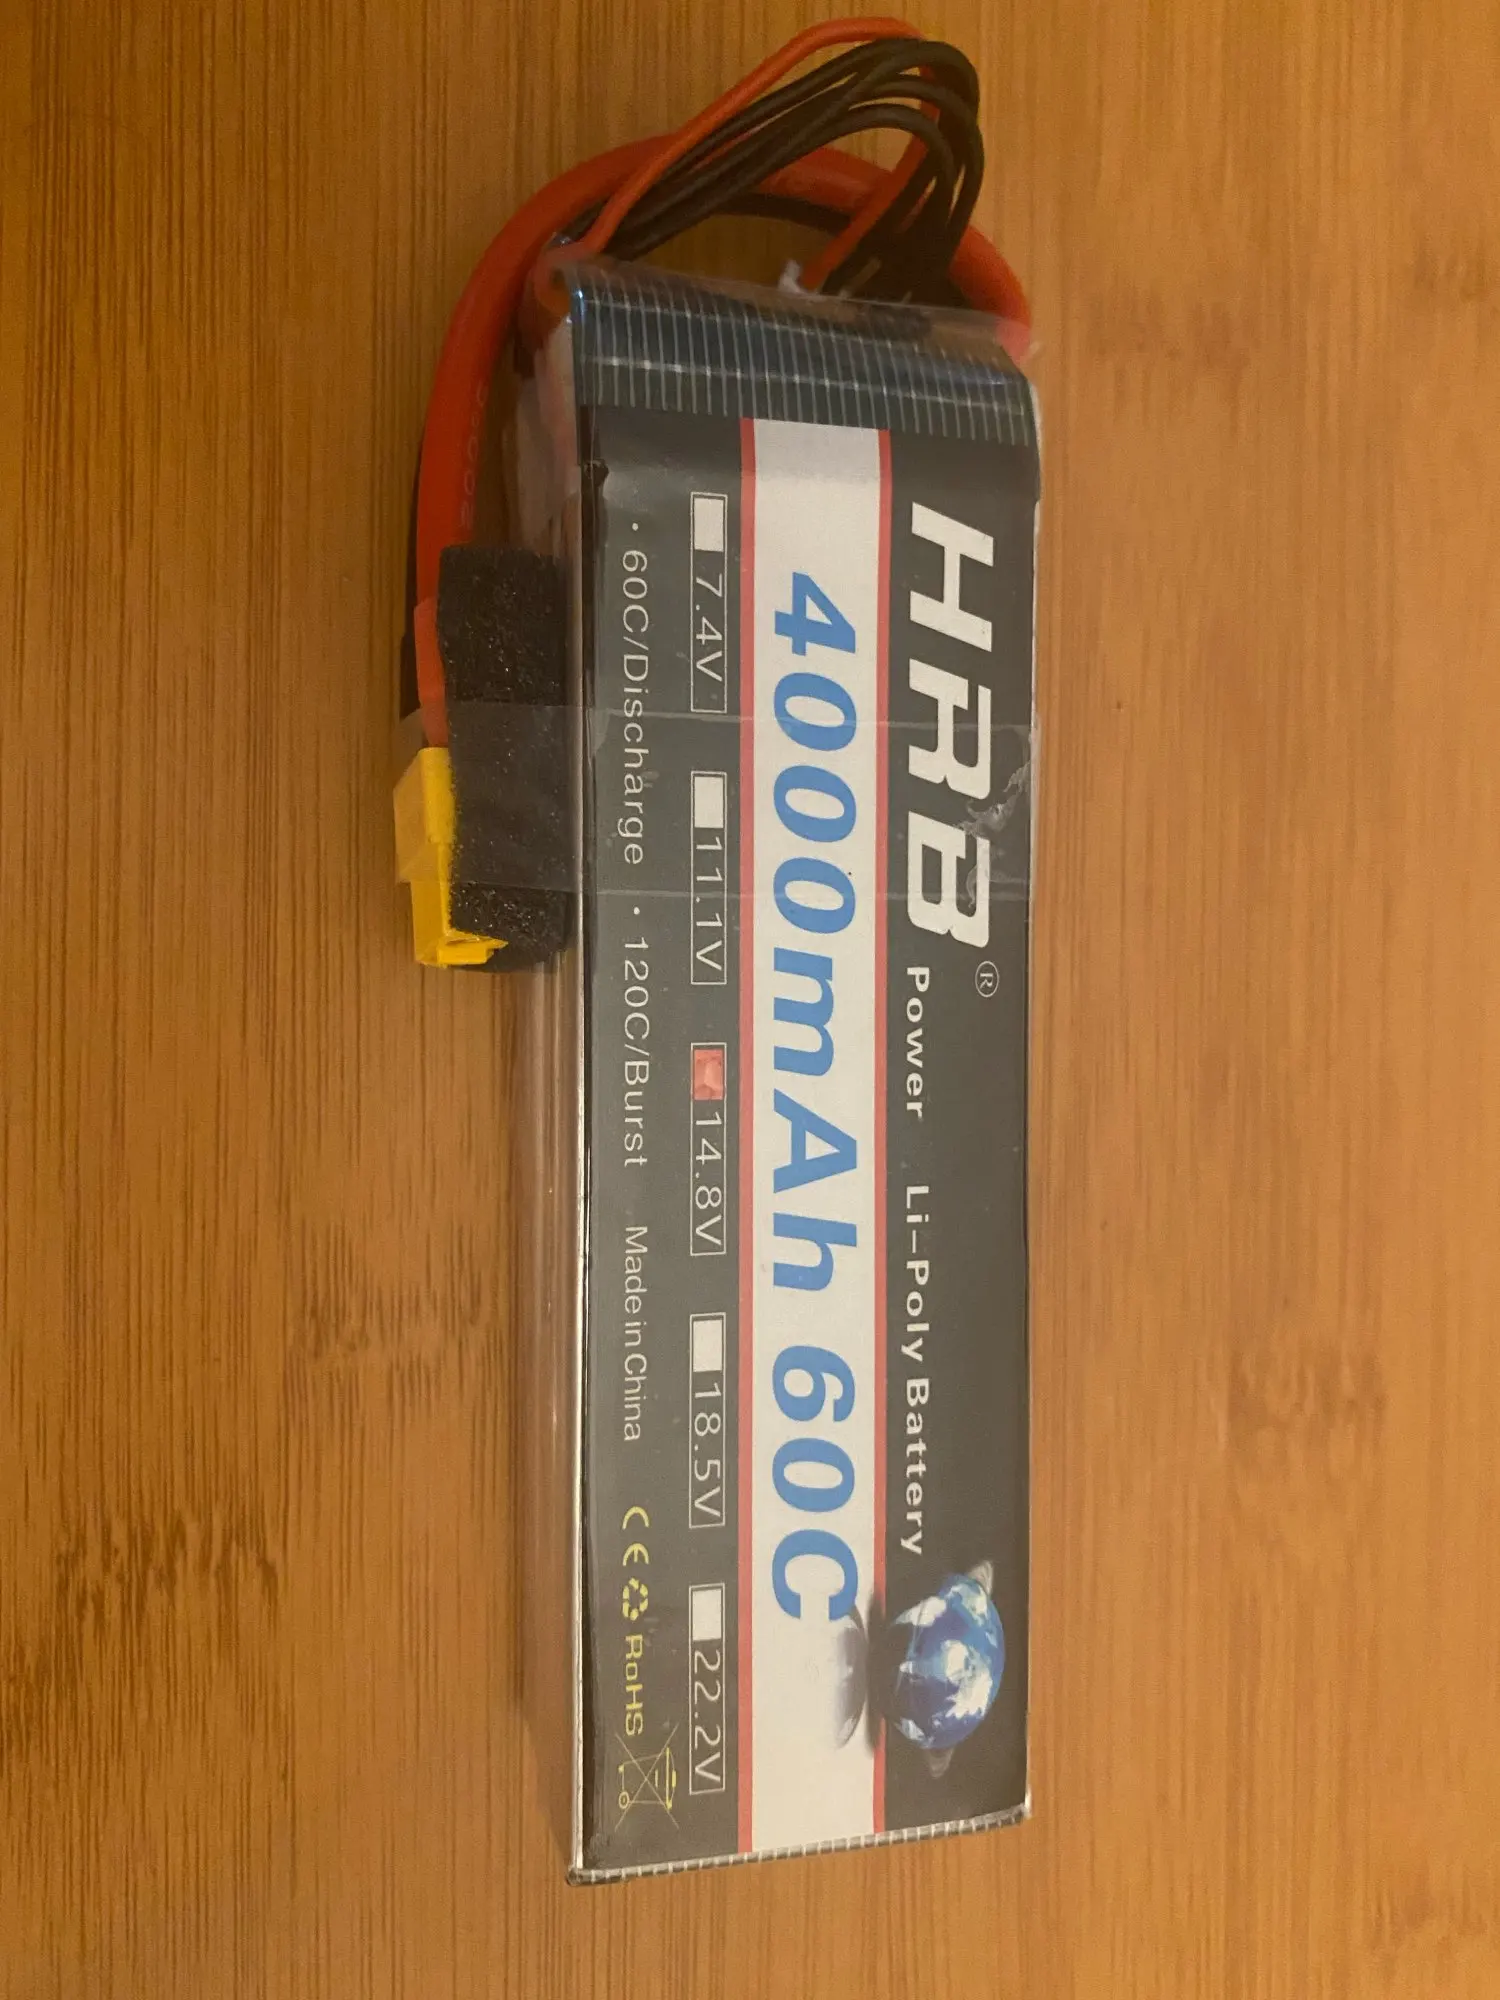 HRB® Power Li-Poly Battery
4000mAh 60C
7.4V 11.1V 14.8V 18.5V 22.2V
· 60C/Discharge · 120C/Burst Made in China CE RoHS